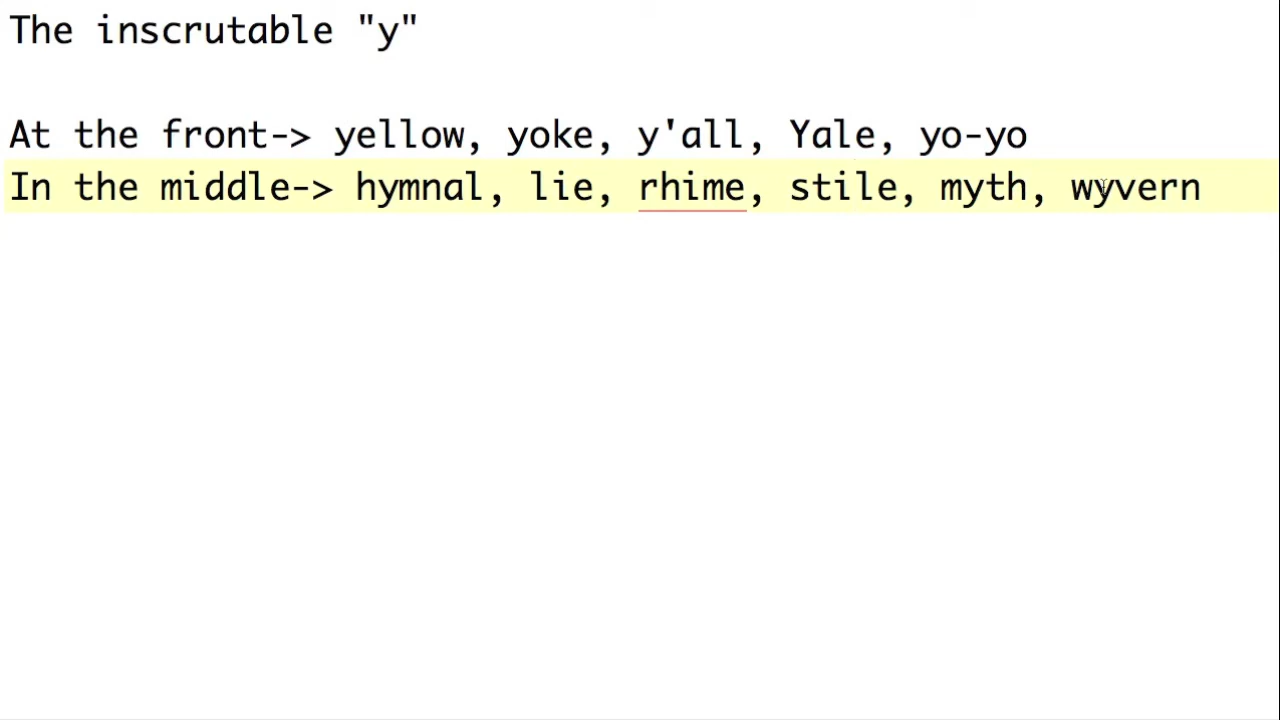 The inscrutable "y"
At the front-> yellow, yoke, y'all, Yale, yo-yo
In the middle-> hymnal, lie, rhime, stile, myth, wyvern